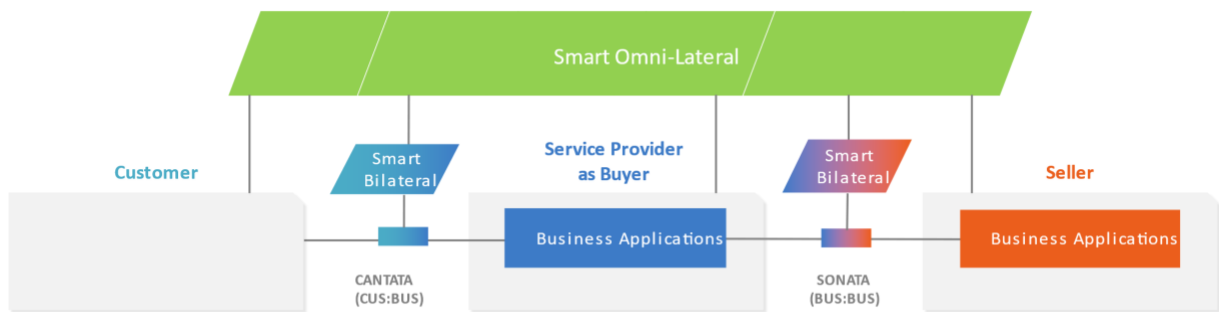 Smart Omni-Lateral
Customer
Smart
Bilateral
Service Provider
as Buyer
Smart
Bilateral
Seller
Business Applications
Business Applications
CANTATA
(CUS:BUS)
SONATA
(BUS:BUS)